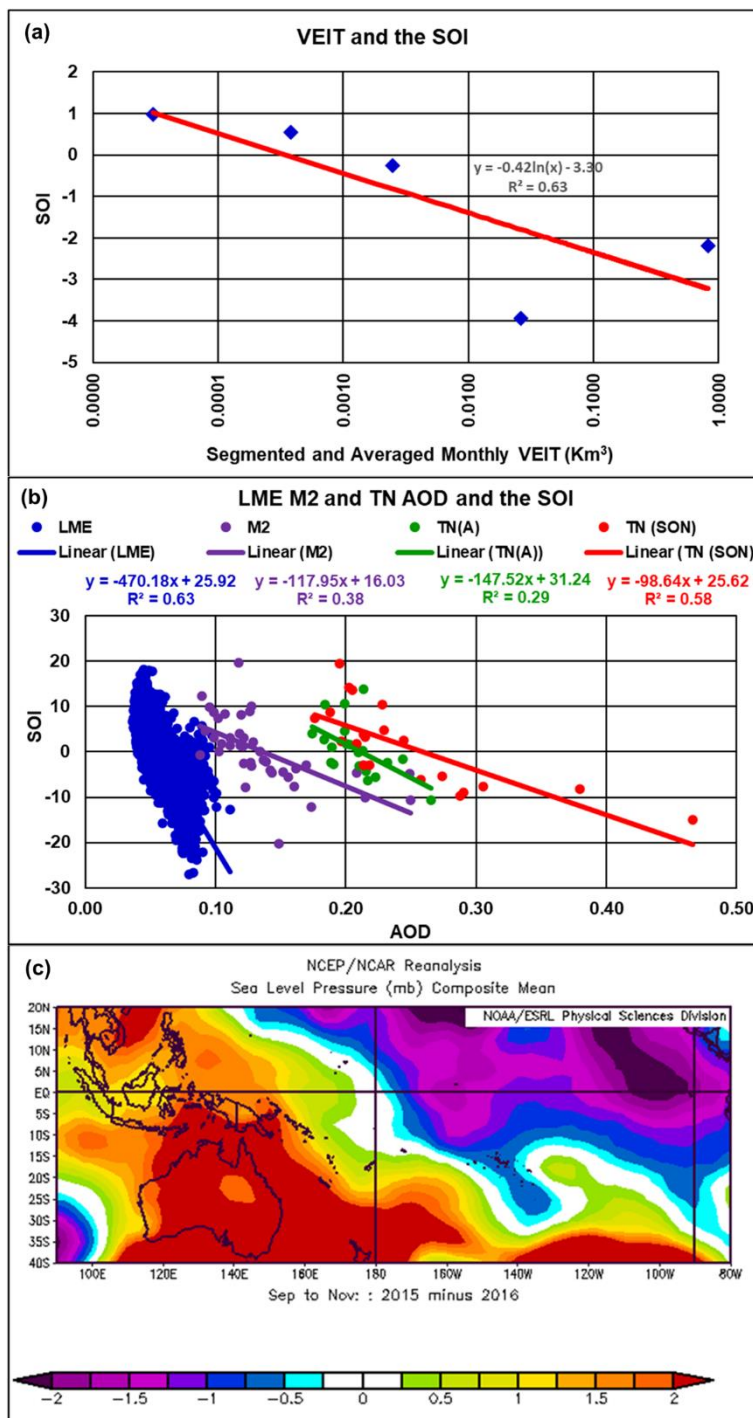 (a)
VEIT and the SOI
2
1
0
-1
-2
-3
-4
-5
SOI
y = -0.42ln(x) - 3.30
R² = 0.63
0.0000
0.0001
0.0010
0.0100
0.1000
1.0000
Segmented and Averaged Monthly VEIT (Km³)
(b)
LME M2 and TN AOD and the SOI
LME M2 TN(A) TN (SON)
Linear (LME) Linear (M2) Linear (TN(A)) Linear (TN (SON)
y = -470.18x + 25.92 y = -117.95x + 16.03 y = -147.52x + 31.24 y = -98.64x + 25.62
R² = 0.63 R² = 0.38 R² = 0.29 R² = 0.58
30
20
10
0
-10
-20
-30
SOI
0.00 0.10 0.20 0.30 0.40 0.50
AOD
(c)
NCEP/NCAR Reanalysis
Sea Level Pressure (mb) Composite Mean
NOAA/ESRL Physical Sciences Division
20N
15N
10N
5N
EQ
5S
10S
15S
20S
25S
30S
35S
40S
100E 120E 140E 160E 180 160W 140W 120W 100W 80W
Sep to Nov: : 2015 minus 2016
-2 -1.5 -1 -0.5 0 0.5 1 1.5 2